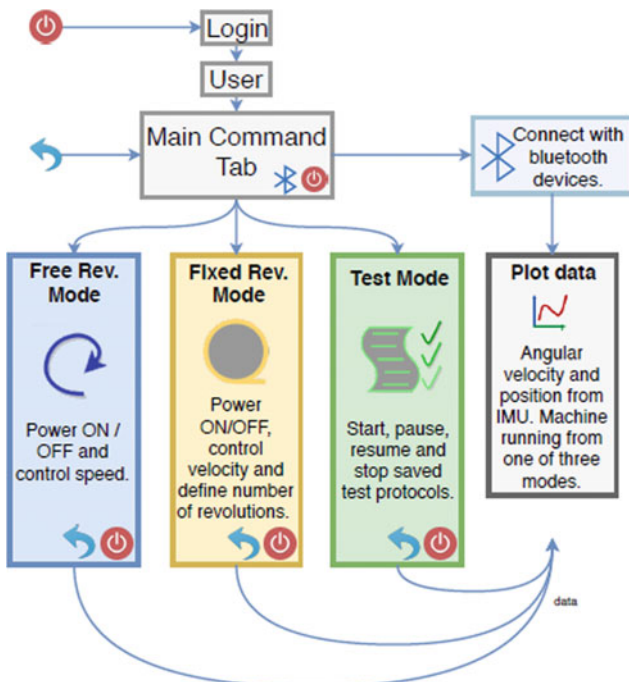 Login
User
Main Command
Tab
Connect with
bluetooth
devices.
Free Rev.
Mode
Power ON /
OFF and
control speed.
FIxed Rev.
Mode
Power
ON/OFF,
control
velocity and
define number
of revolutions.
Test Mode
Start, pause,
resume and
stop saved
test protocols.
Plot data
Angular
velocity and
position from
IMU. Machine
running from
one of three
modes.
data